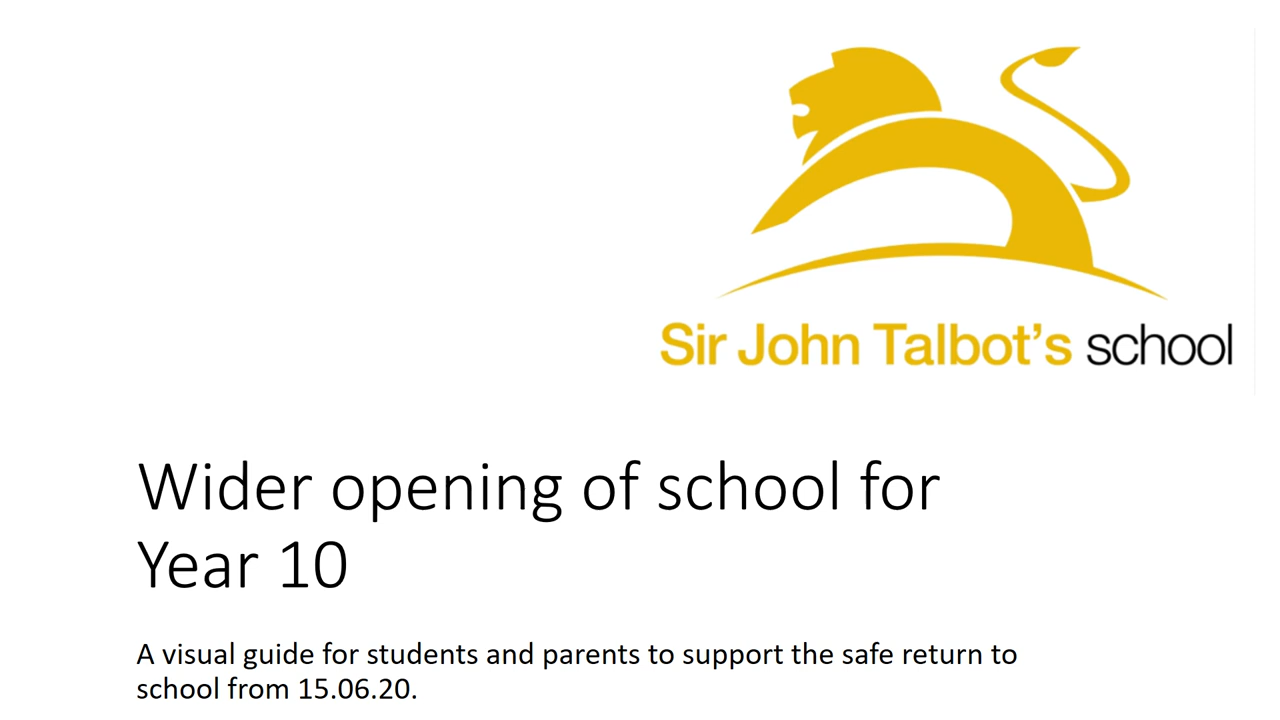 Sir John Talbot's school
Wider opening of school for
Year 10
A visual guide for students and parents to support the safe return to
school from 15.06.20.